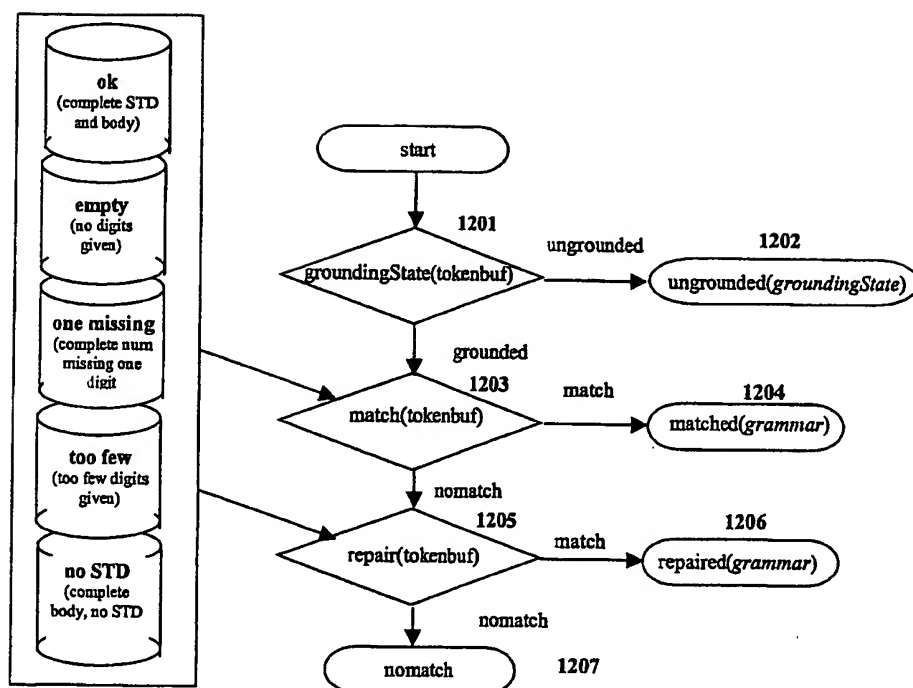 ok
(complete STD
and body)
empty
(no digits
given)
one missing
(complete num
missing one
digit
too few
(too few digits
given)
no STD
(complete
body, no STD
start
1201
groundingState(tokenbuf)
ungrounded
1202
ungrounded(groundingState)
grounded
1203
match(tokenbuf)
match
1204
matched(grammar)
nomatch
1205
repair(tokenbuf)
match
1206
repaired(grammar)
nomatch
nomatch
1207